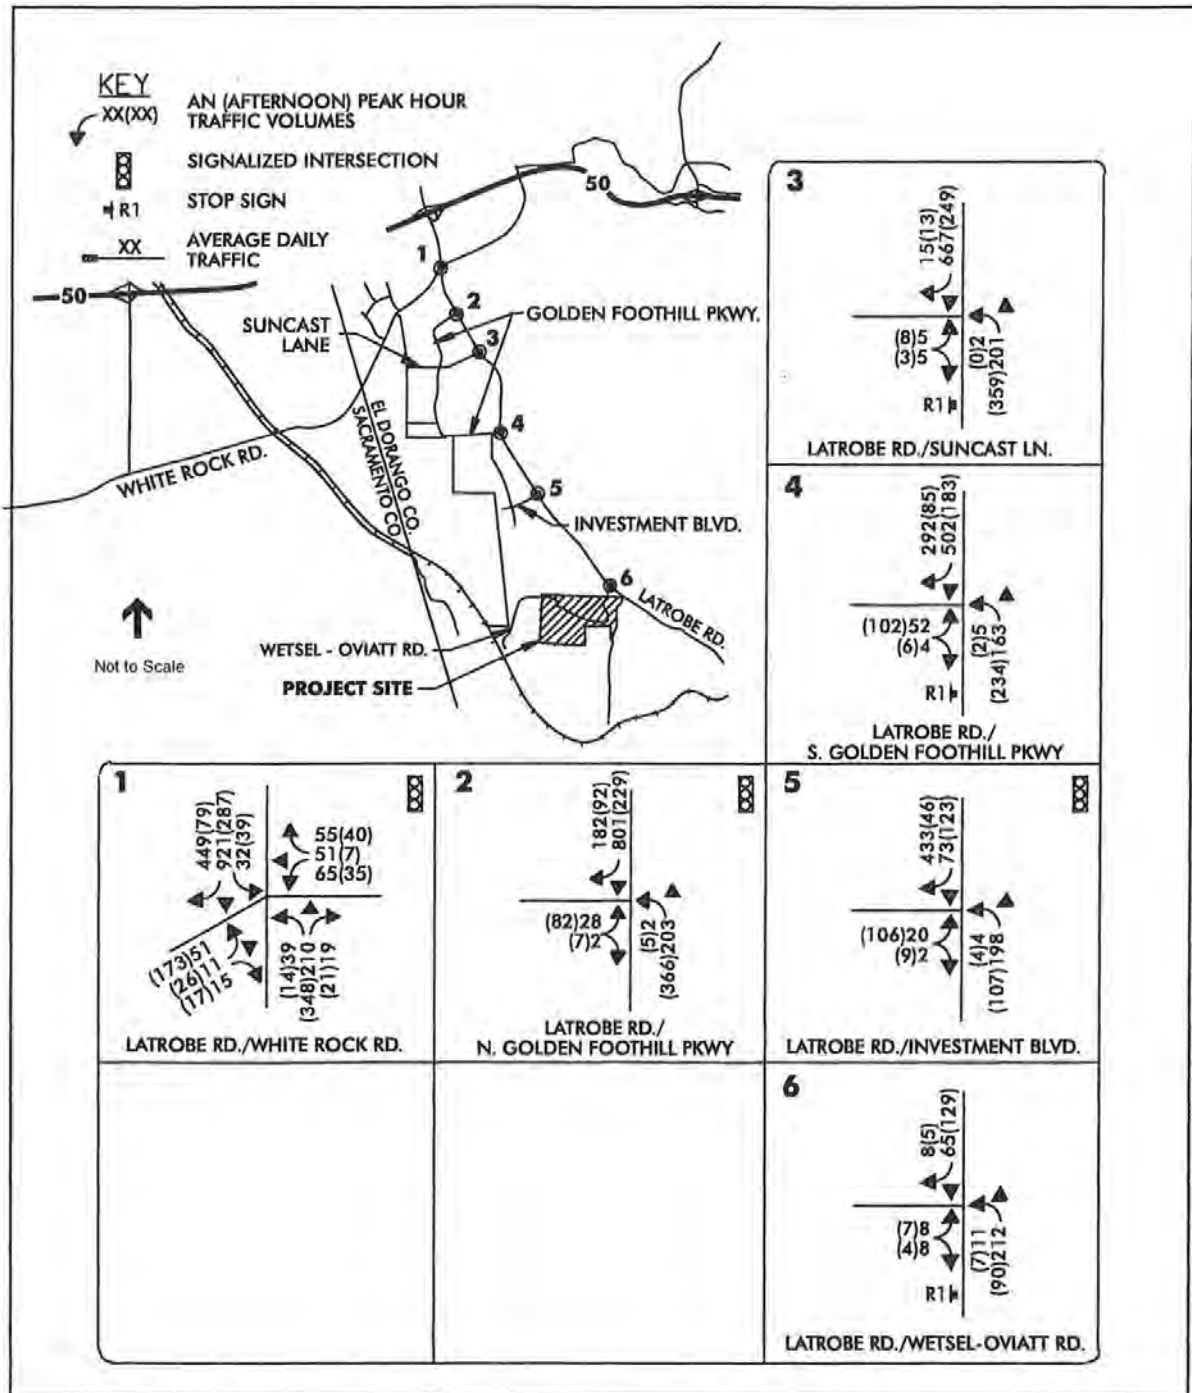 KEY
XX(XX)
AN (AFTERNOON) PEAK HOUR
TRAFFIC VOLUMES
SIGNALIZED INTERSECTION
R1
STOP SIGN
XX
AVERAGE DAILY
TRAFFIC
50
50
1
2
3
4
5
6
SUNCAST
LANE
GOLDEN FOOTHILL PKWY.
EL DORANGO CO.
SACRAMENTO CO
WHITE ROCK RD.
INVESTMENT BLVD.
LATROBE RD.
WETSEL - OVIATT RD.
PROJECT SITE
Not to Scale
3
15(13)
667(249)
(8)5
(3)5
(0)2
(359)201
R1
LATROBE RD./SUNCAST LN.
4
292(85)
502(183)
(102)52
(6)4
(2)5
(234)163
R1
LATROBE RD./
S. GOLDEN FOOTHILL PKWY
1
449(79)
921(287)
32(39)
55(40)
51(7)
65(35)
(173)51
(26)11
(17)15
(14)39
(348)210
(21)19
LATROBE RD./WHITE ROCK RD.
2
182(92)
801(229)
(82)28
(7)2
(5)2
(366)203
LATROBE RD./
N. GOLDEN FOOTHILL PKWY
5
433(46)
73(123)
(106)20
(9)2
(4)4
(107)198
LATROBE RD./INVESTMENT BLVD.
6
8(5)
65(129)
(7)8
(4)8
(7)11
(90)212
R1
LATROBE RD./WETSEL-OVIATT RD.